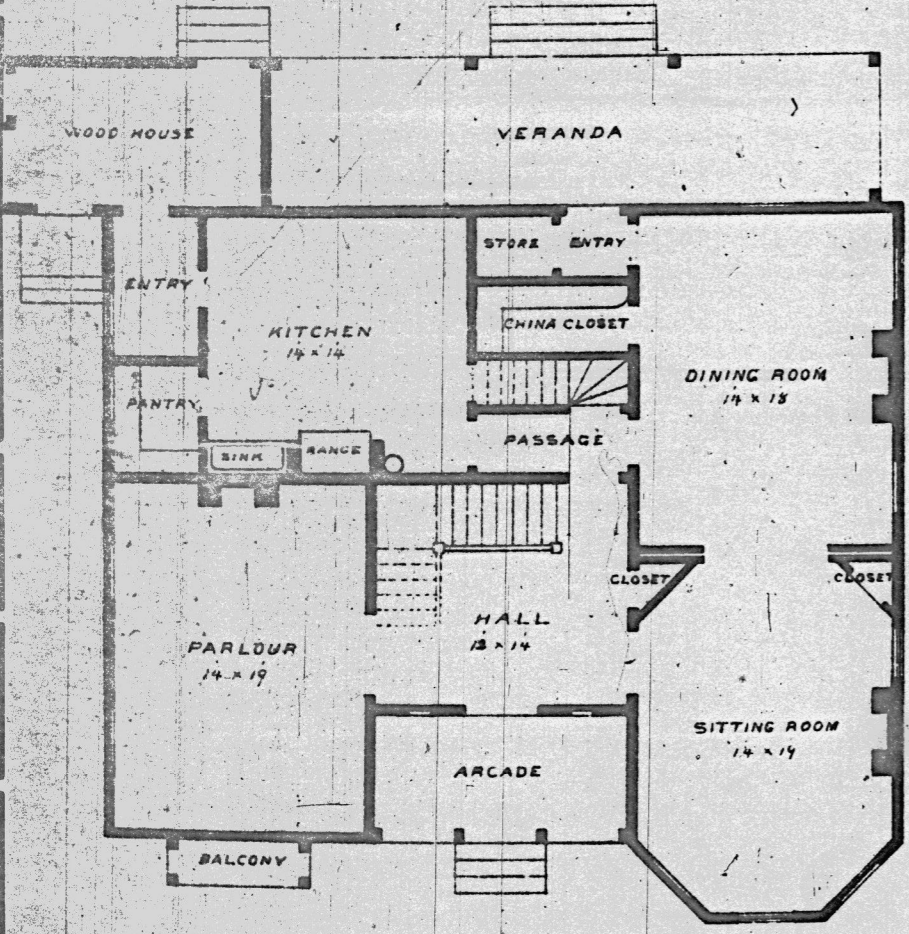 WOOD HOUSE
VERANDA
STORE
ENTRY
ENTRY
CHINA CLOSET
KITCHEN
14 × 14
DINING ROOM
14 × 18
PANTRY
PASSAGE
SINK
RANGE
CLOSET
CLOSET
HALL
13 × 14
PARLOUR
14 × 19
SITTING ROOM
14 × 19
ARCADE
BALCONY